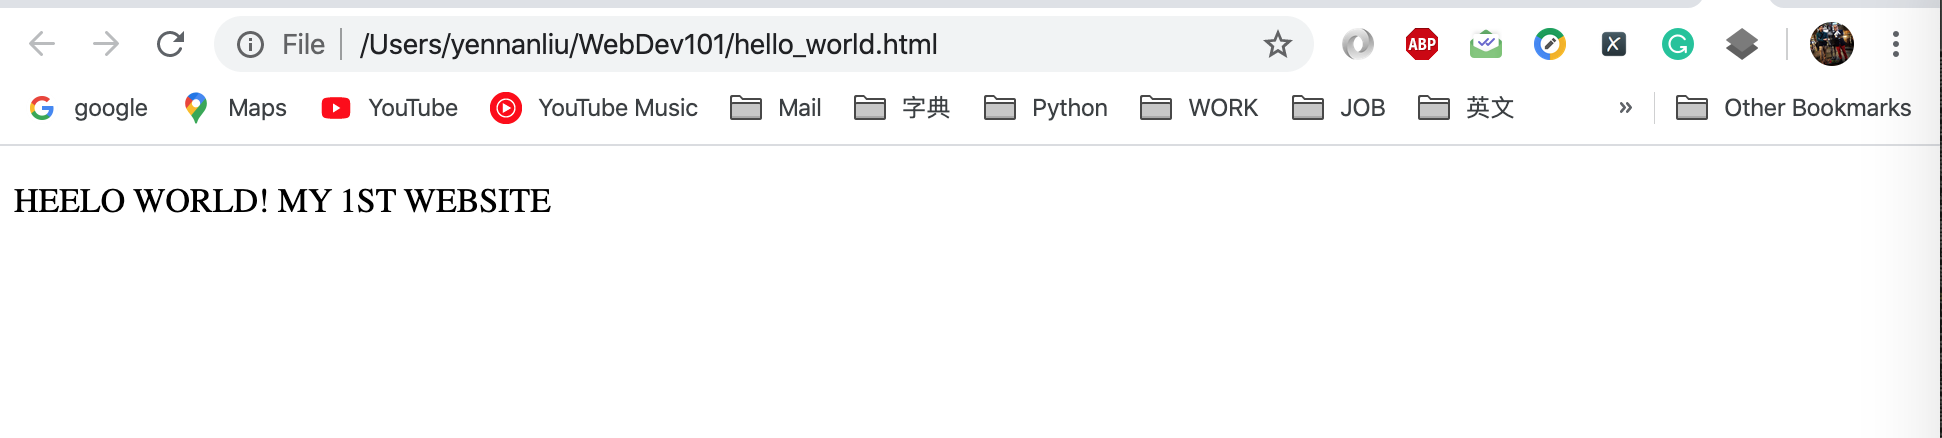 File /Users/yennanliu/WebDev101/hello_world.html ABP X G
G google Maps YouTube YouTube Music Mail 字典 Python WORK JOB 英文 » Other Bookmarks
HEELO WORLD! MY 1ST WEBSITE